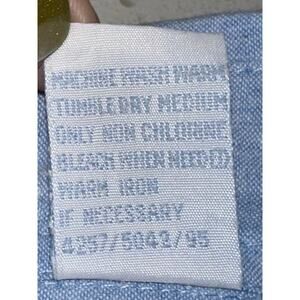 MACHINE WASH WARM
TUMBLE DRY MEDIUM
ONLY NON CHLORINE
BLEACH WHEN NEEDED
WARM IRON
IF NECESSARY
4257/5043/95